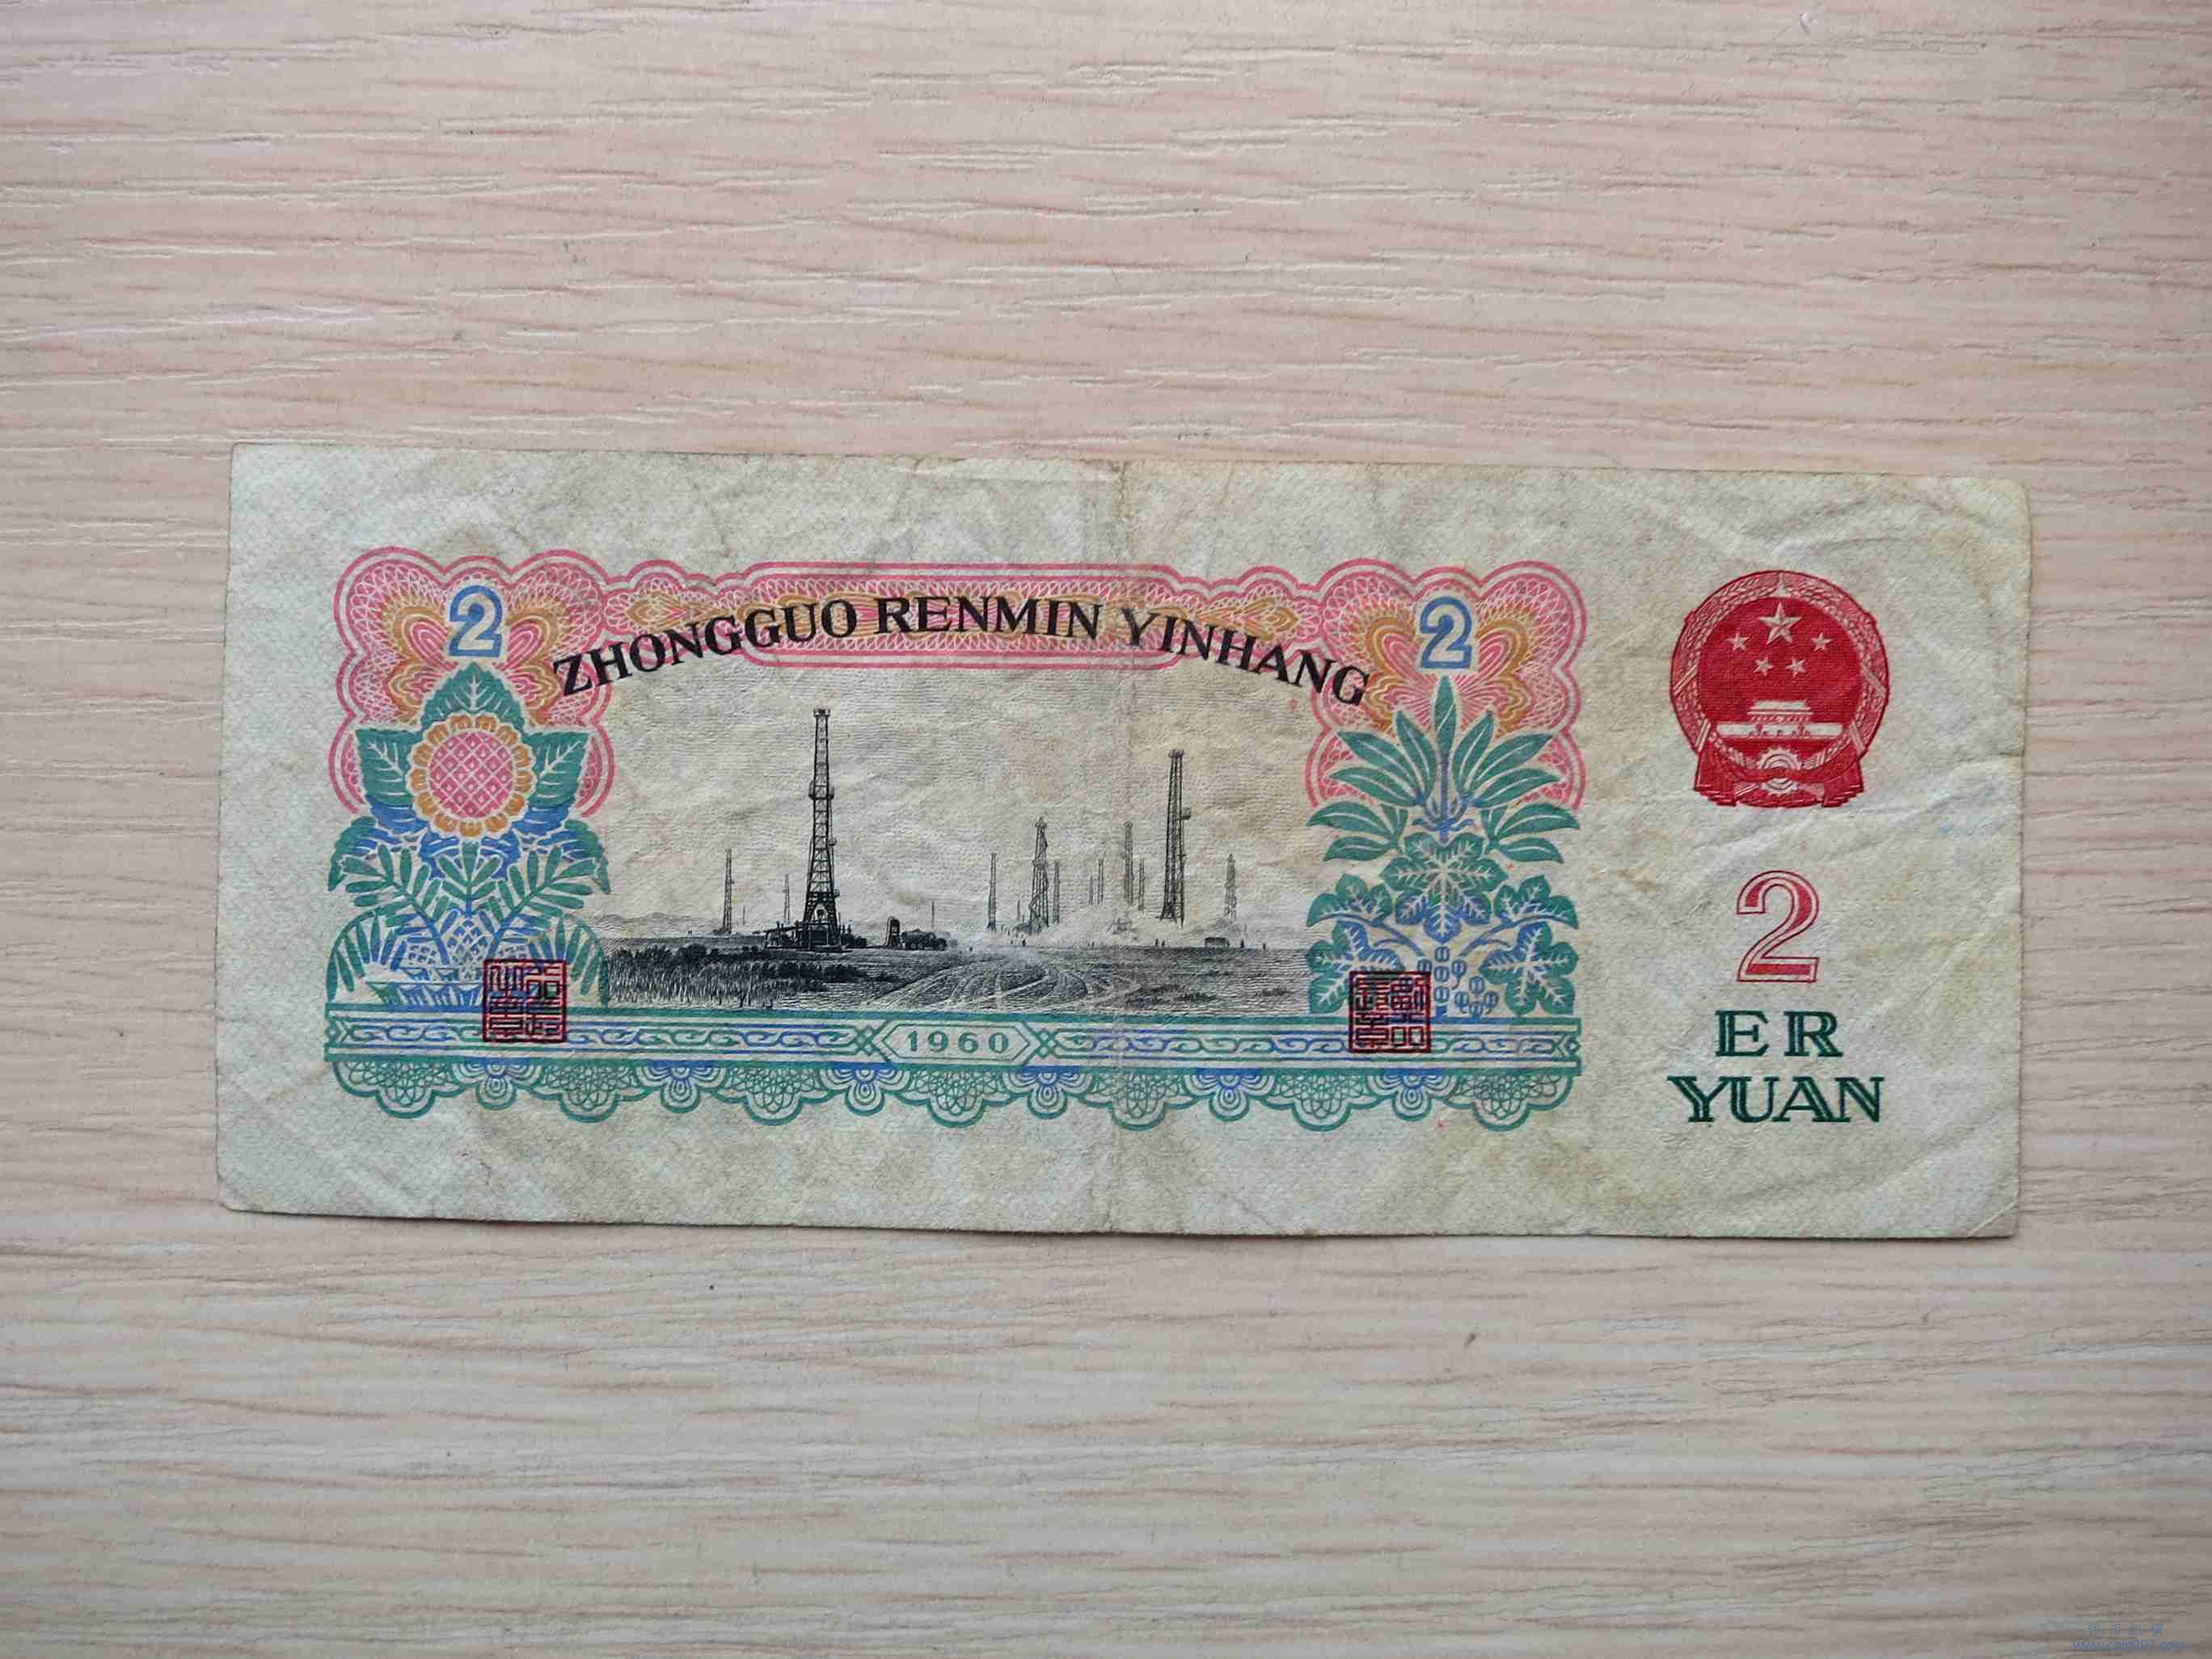 2
ZHONGGUO RENMIN YINHANG
2
1960
2
ER
YUAN